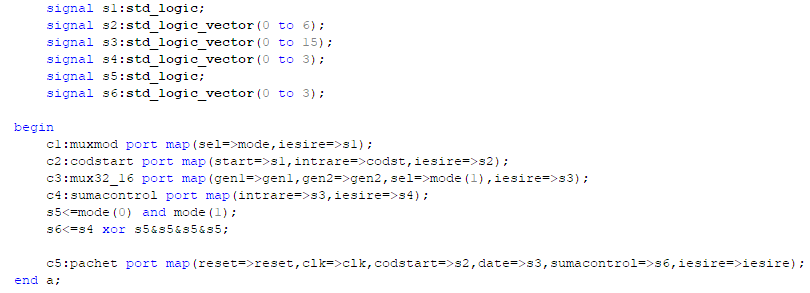 signal s1:std_logic;
signal s2:std_logic_vector(0 to 6);
signal s3:std_logic_vector(0 to 15);
signal s4:std_logic_vector(0 to 3);
signal s5:std_logic;
signal s6:std_logic_vector(0 to 3);
begin
c1:muxmod port map(sel=>mode,iesire=>s1);
c2:codstart port map(start=>s1,intrare=>codst,iesire=>s2);
c3:mux32_16 port map(gen1=>gen1,gen2=>gen2,sel=>mode(1),iesire=>s3);
c4:sumacontrol port map(intrare=>s3,iesire=>s4);
s5<=mode(0) and mode(1);
s6<=s4 xor s5&s5&s5&s5;
c5:pachet port map(reset=>reset,clk=>clk,codstart=>s2,date=>s3,sumacontrol=>s6,iesire=>iesire);
end a;